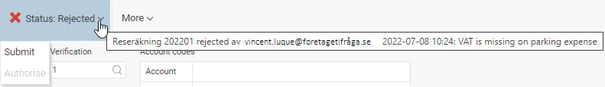 Status: Rejected
More
Reseräkning 202201 rejected av vincent.luque@foretagetifråga.se 2022-07-08 10:24: VAT is missing on parking expense
Submit
Verification
Account codes
Authorise
1
Account